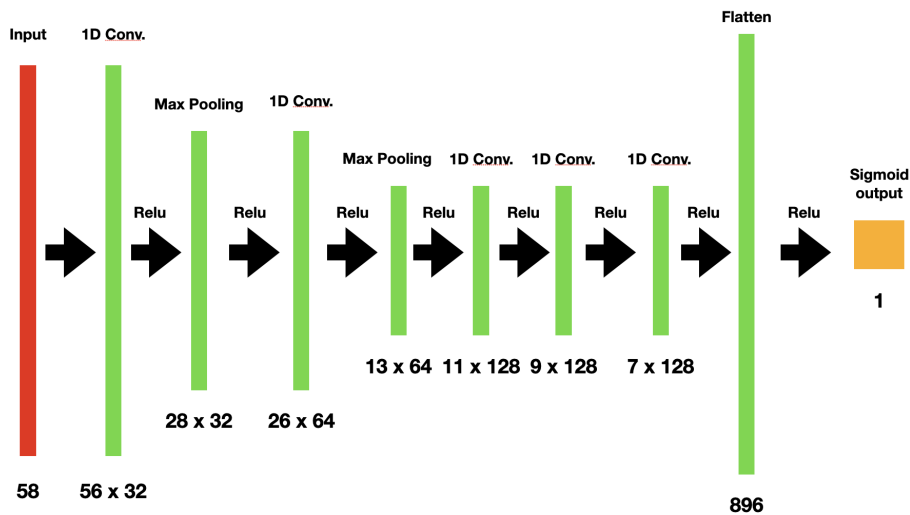 Flatten
Input
1D Conv.
Max Pooling
1D Conv.
Max Pooling
1D Conv.
1D Conv.
1D Conv.
Sigmoid
output
Relu
Relu
Relu
Relu
Relu
Relu
Relu
Relu
1
13 x 64
11 x 128
9 x 128
7 x 128
28 x 32
26 x 64
58
56 x 32
896